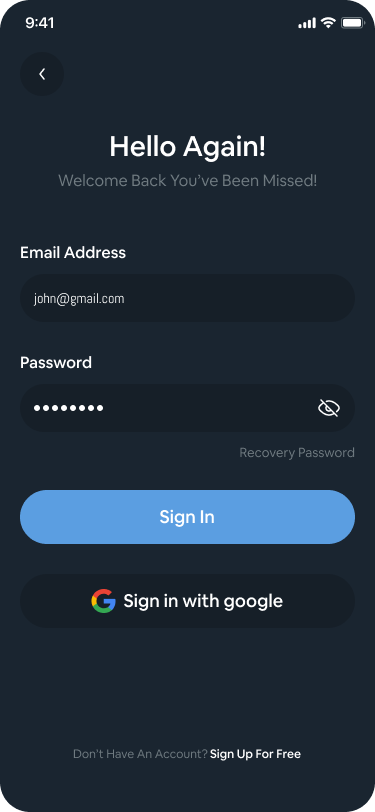 9:41
Hello Again!
Welcome Back You’ve Been Missed!
Email Address
john@gmail.com
Password
Recovery Password
Sign In
Sign in with google
Don’t Have An Account? Sign Up For Free